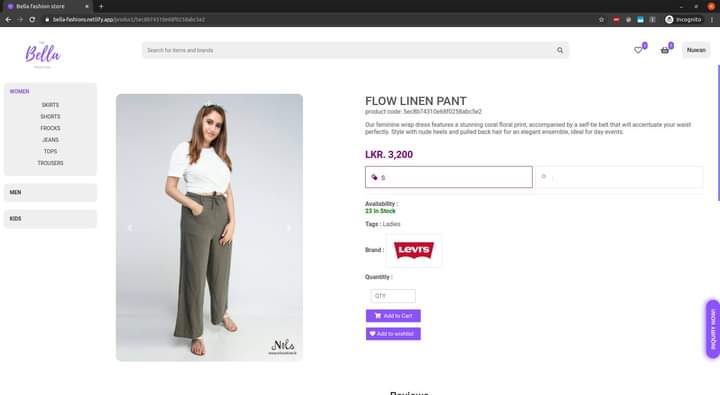 Bella fashion store
bella-fashions.netlify.app/product/5ec8b74310e68f0258abc5e2
Incognito
Bella
Search for items and brands
0
0
Nuwan
WOMEN
SKIRTS
SHORTS
FROCKS
JEANS
TOPS
TROUSERS
MEN
KIDS
FLOW LINEN PANT
product code: 5ec8b74310e68f0258abc5e2
Our feminine wrap dress features a stunning coral floral print, accompanied by a self-tie belt that will accerntuate your waist
perfectly. Style with nude heels and pulled back hair for an elegant ensemble, ideal for day events.
LKR. 3,200
S
Availability :
23 In Stock
Tags : Ladies
Brand :
LEVI'S
Quantitiy :
QTY
Add to Cart
Add to wishlist
INQUIRY NOW!
Nils
Reviews